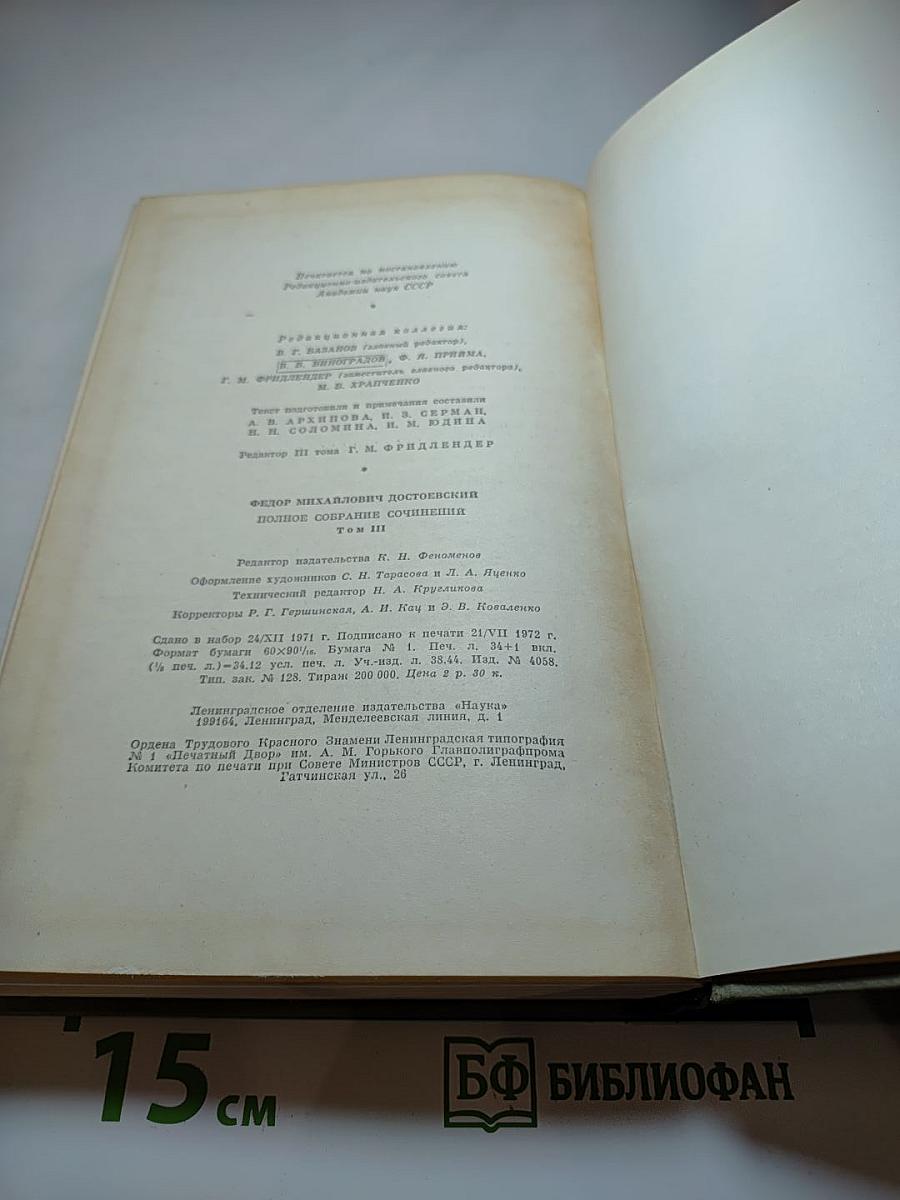 Печатается по постановлению
Редакционно-издательского совета
Академии наук СССР
Редакционная коллегия:
В. Г. БАЗАНОВ (главный редактор),
В. В. ВИНОГРАДОВ, Ф. Я. ПРИЙМА,
Г. М. ФРИДЛЕНДЕР (заместитель главного редактора),
М. Б. ХРАПЧЕНКО
Текст подготовили и примечания составили
А. В. АРХИПОВА, И. З. СЕРМАН,
Н. Н. СОЛОМИНА, И. М. ЮДИНА
Редактор III тома Г. М. ФРИДЛЕНДЕР
ФЕДОР МИХАЙЛОВИЧ ДОСТОЕВСКИЙ
ПОЛНОЕ СОБРАНИЕ СОЧИНЕНИЙ
Том III
Редактор издательства К. Н. Феноменов
Оформление художников С. Н. Тарасова и Л. А. Яценко
Технический редактор Н. А. Кругликова
Корректоры Р. Г. Гершинская, А. И. Кац и Э. В. Коваленко
Сдано в набор 24/XII 1971 г. Подписано к печати 21/VII 1972 г.
Формат бумаги 60×90¹/₁₆. Бумага № 1. Печ. л. 34+1 вкл.
(¹/₈ печ. л.)=34.12 усл. печ. л. Уч.-изд. л. 38.44. Изд. № 4058.
Тип. зак. № 128. Тираж 200 000. Цена 2 р. 30 к.
Ленинградское отделение издательства «Наука»
199164, Ленинград, Менделеевская линия, д. 1
Ордена Трудового Красного Знамени Ленинградская типография
№ 1 «Печатный Двор» им. А. М. Горького Главполиграфпрома
Комитета по печати при Совете Министров СССР, г. Ленинград,
Гатчинская ул., 26
15 см
БФ БИБЛИОФАН